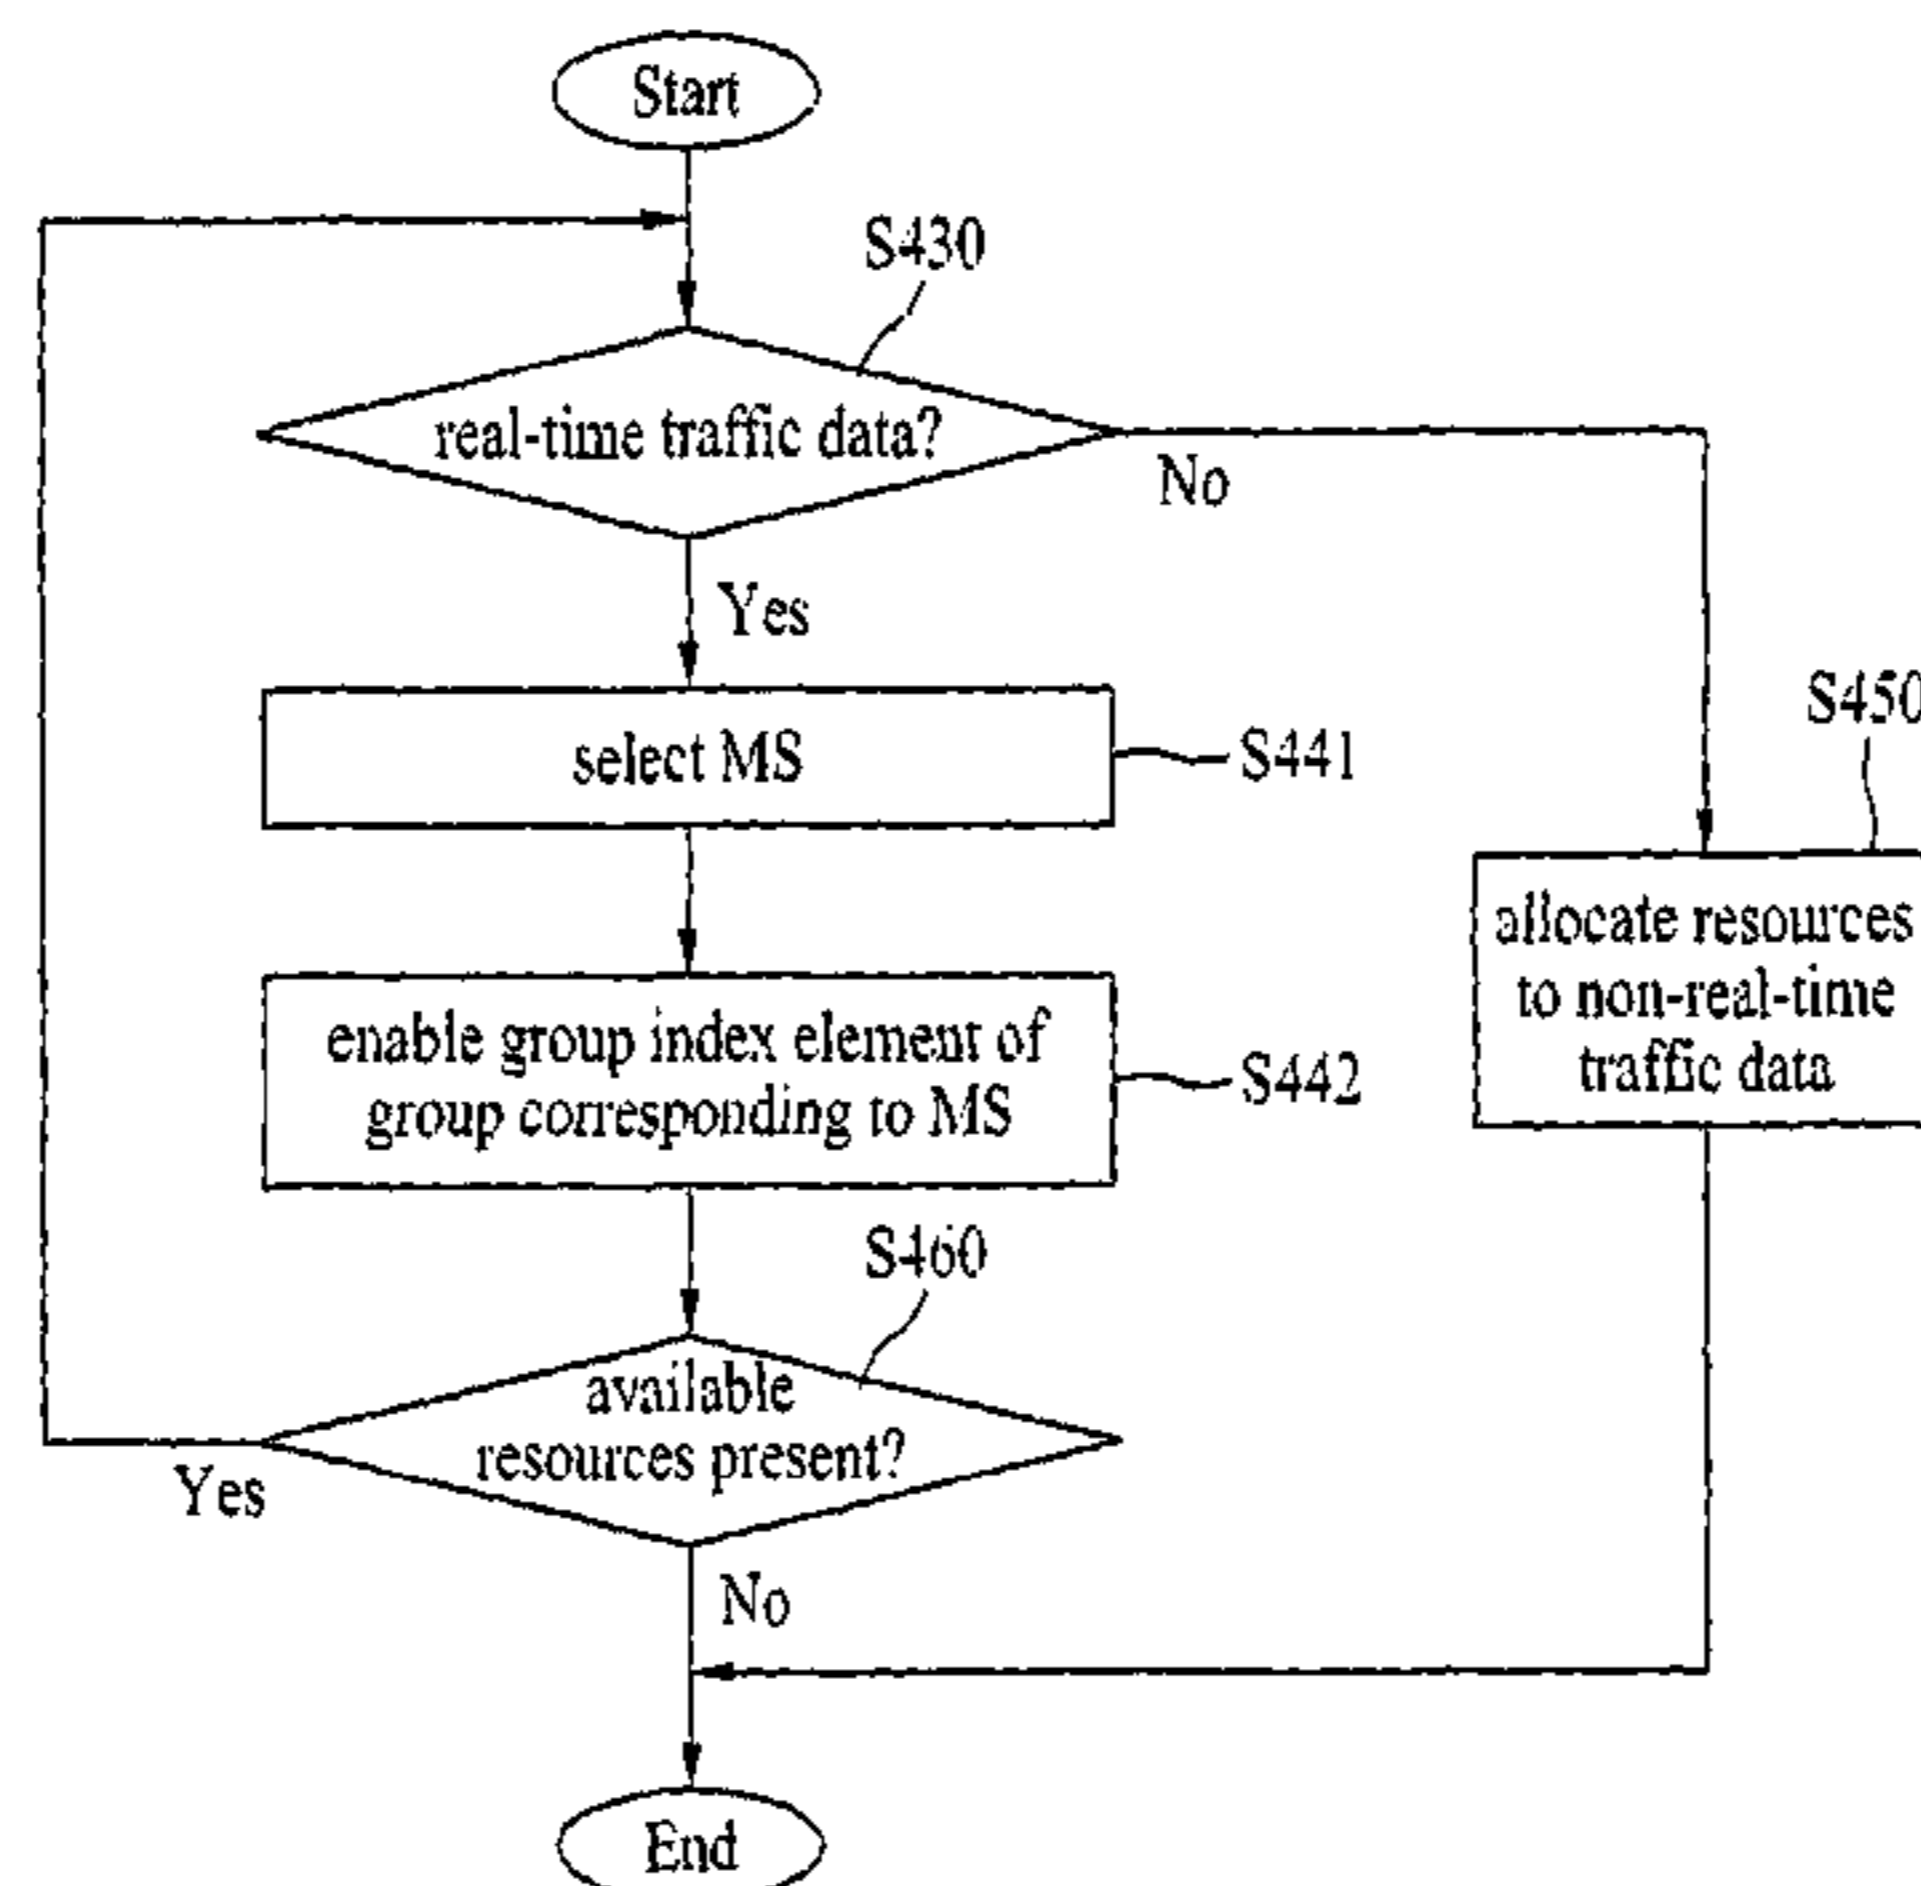 Start
S430
real-time traffic data?
No
Yes
select MS
S441
S450
allocate resources
to non-real-time
traffic data
enable group index element of
group corresponding to MS
S442
S460
available
resources present?
Yes
No
End